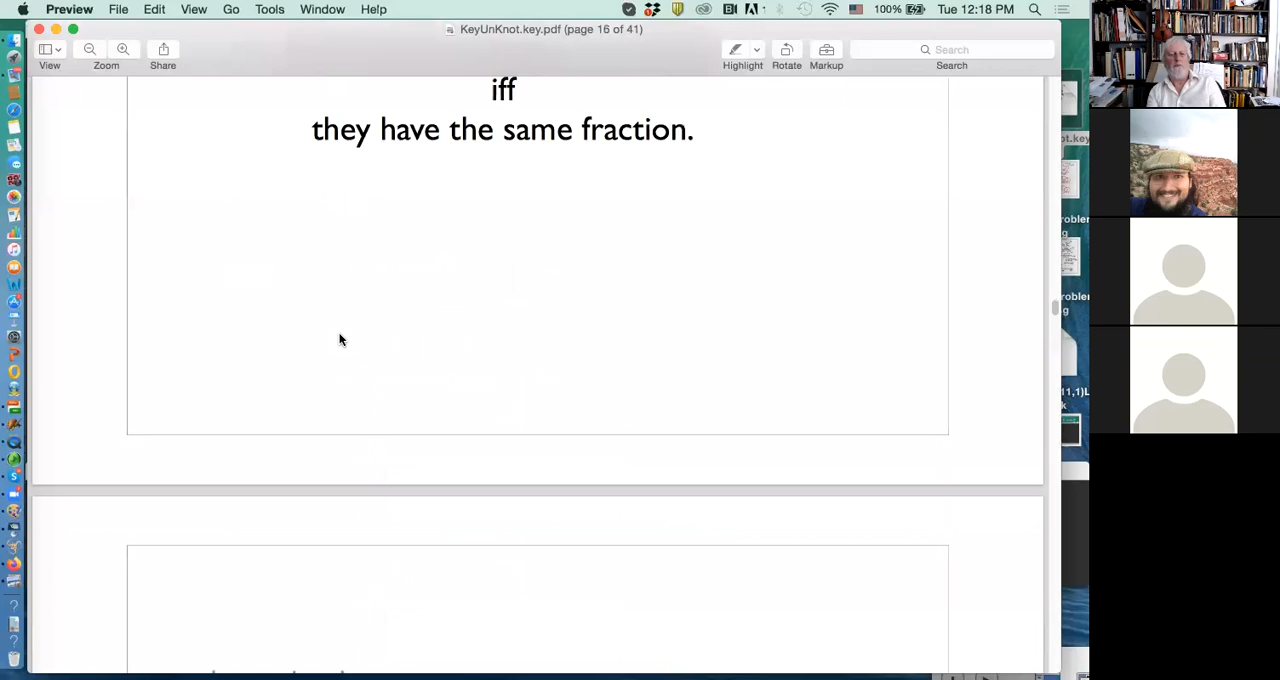 Preview File Edit View Go Tools Window Help 100% Tue 12:18 PM
KeyUnKnot.key.pdf (page 16 of 41)
Search
View Zoom Share Highlight Rotate Markup Search
iff
they have the same fraction.